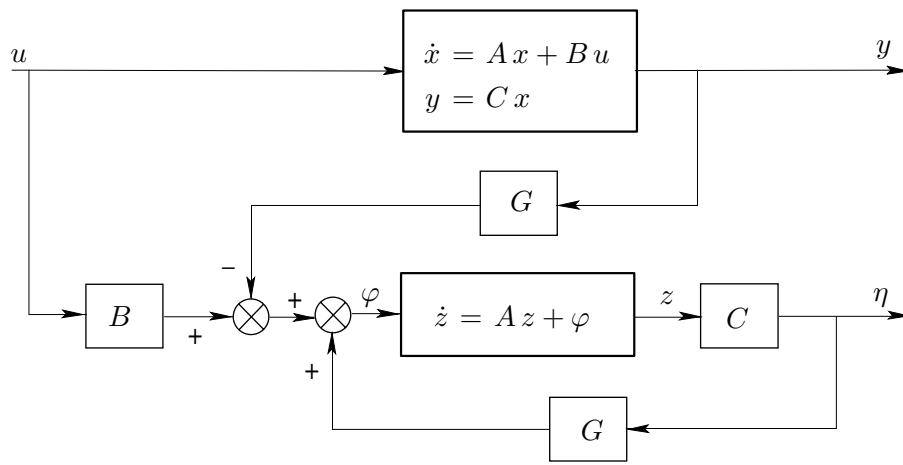 u
ẋ = A x + B u
y = C x
y
G
−
B
+
+
φ
ż = A z + φ
z
C
η
+
G